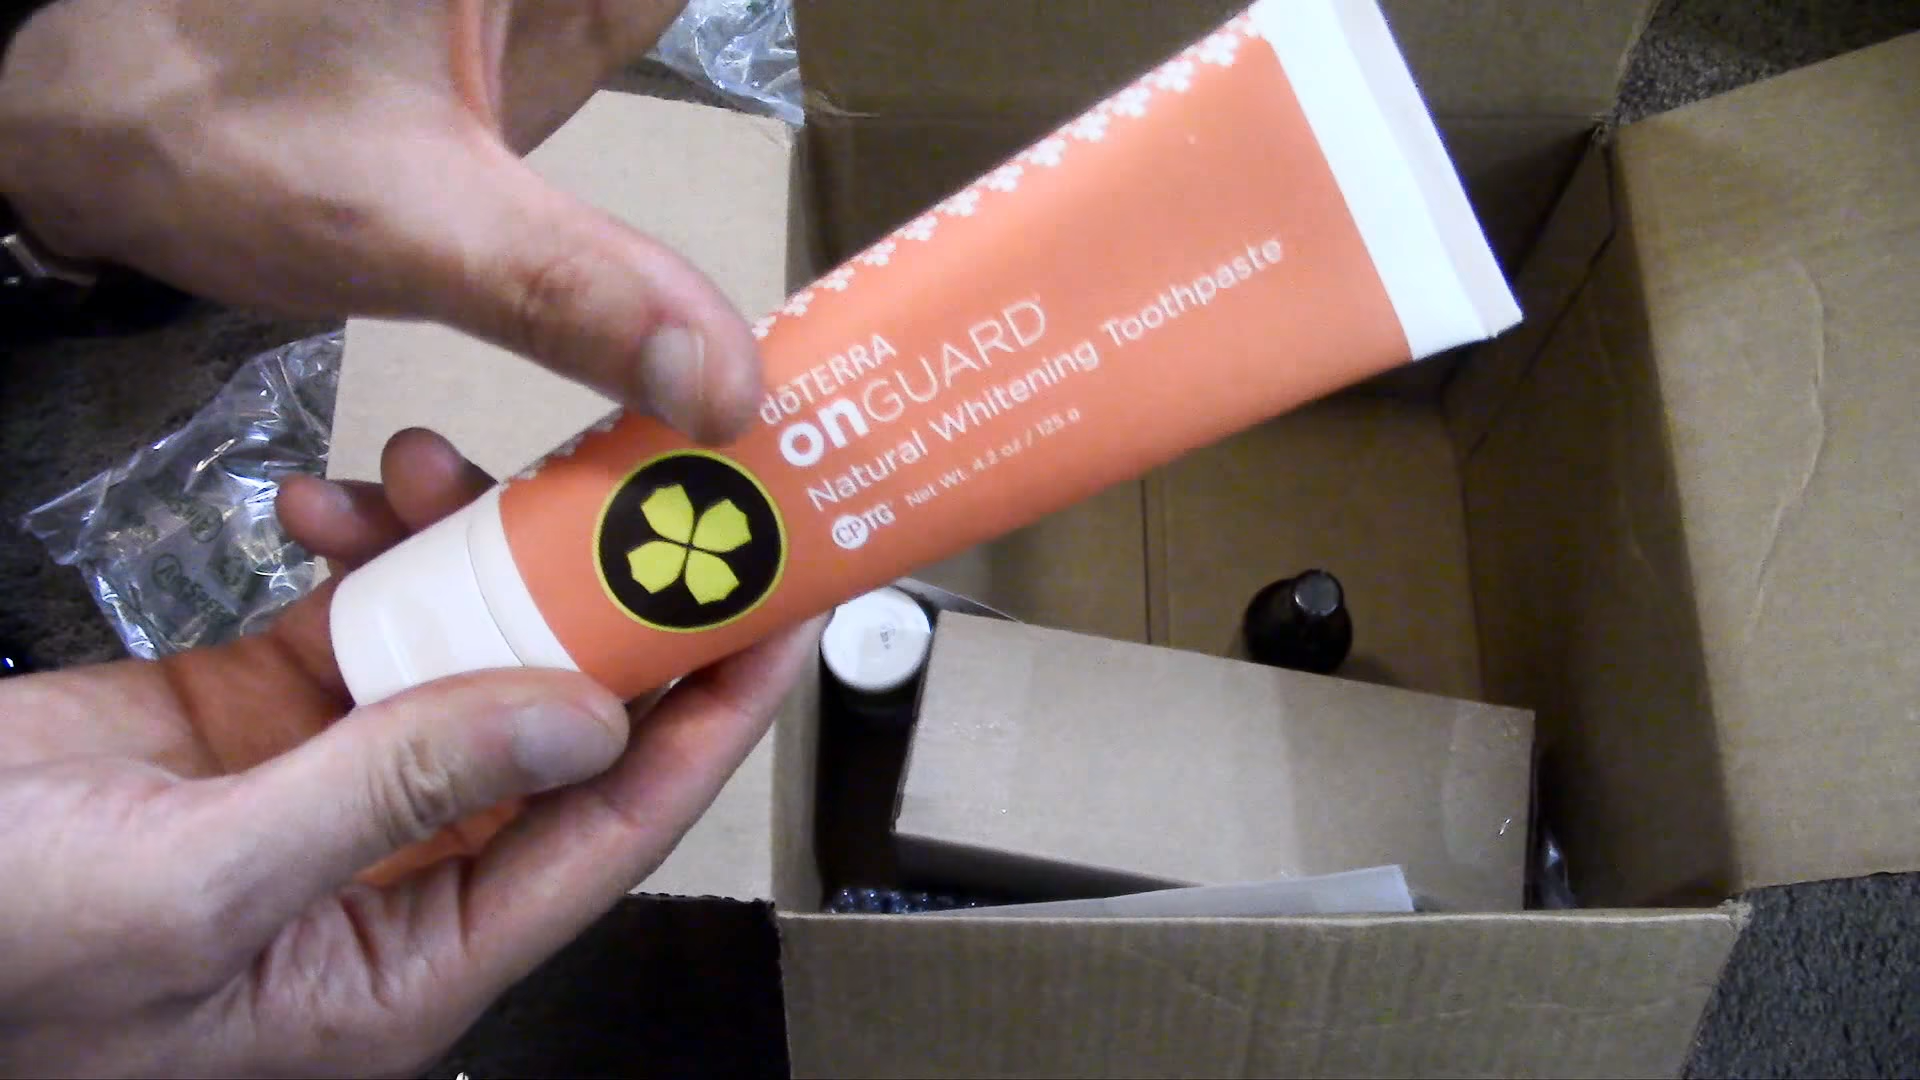 dōTERRA
onGUARD
Natural Whitening Toothpaste
CPTG Net Wt. 4.2 oz / 125 g